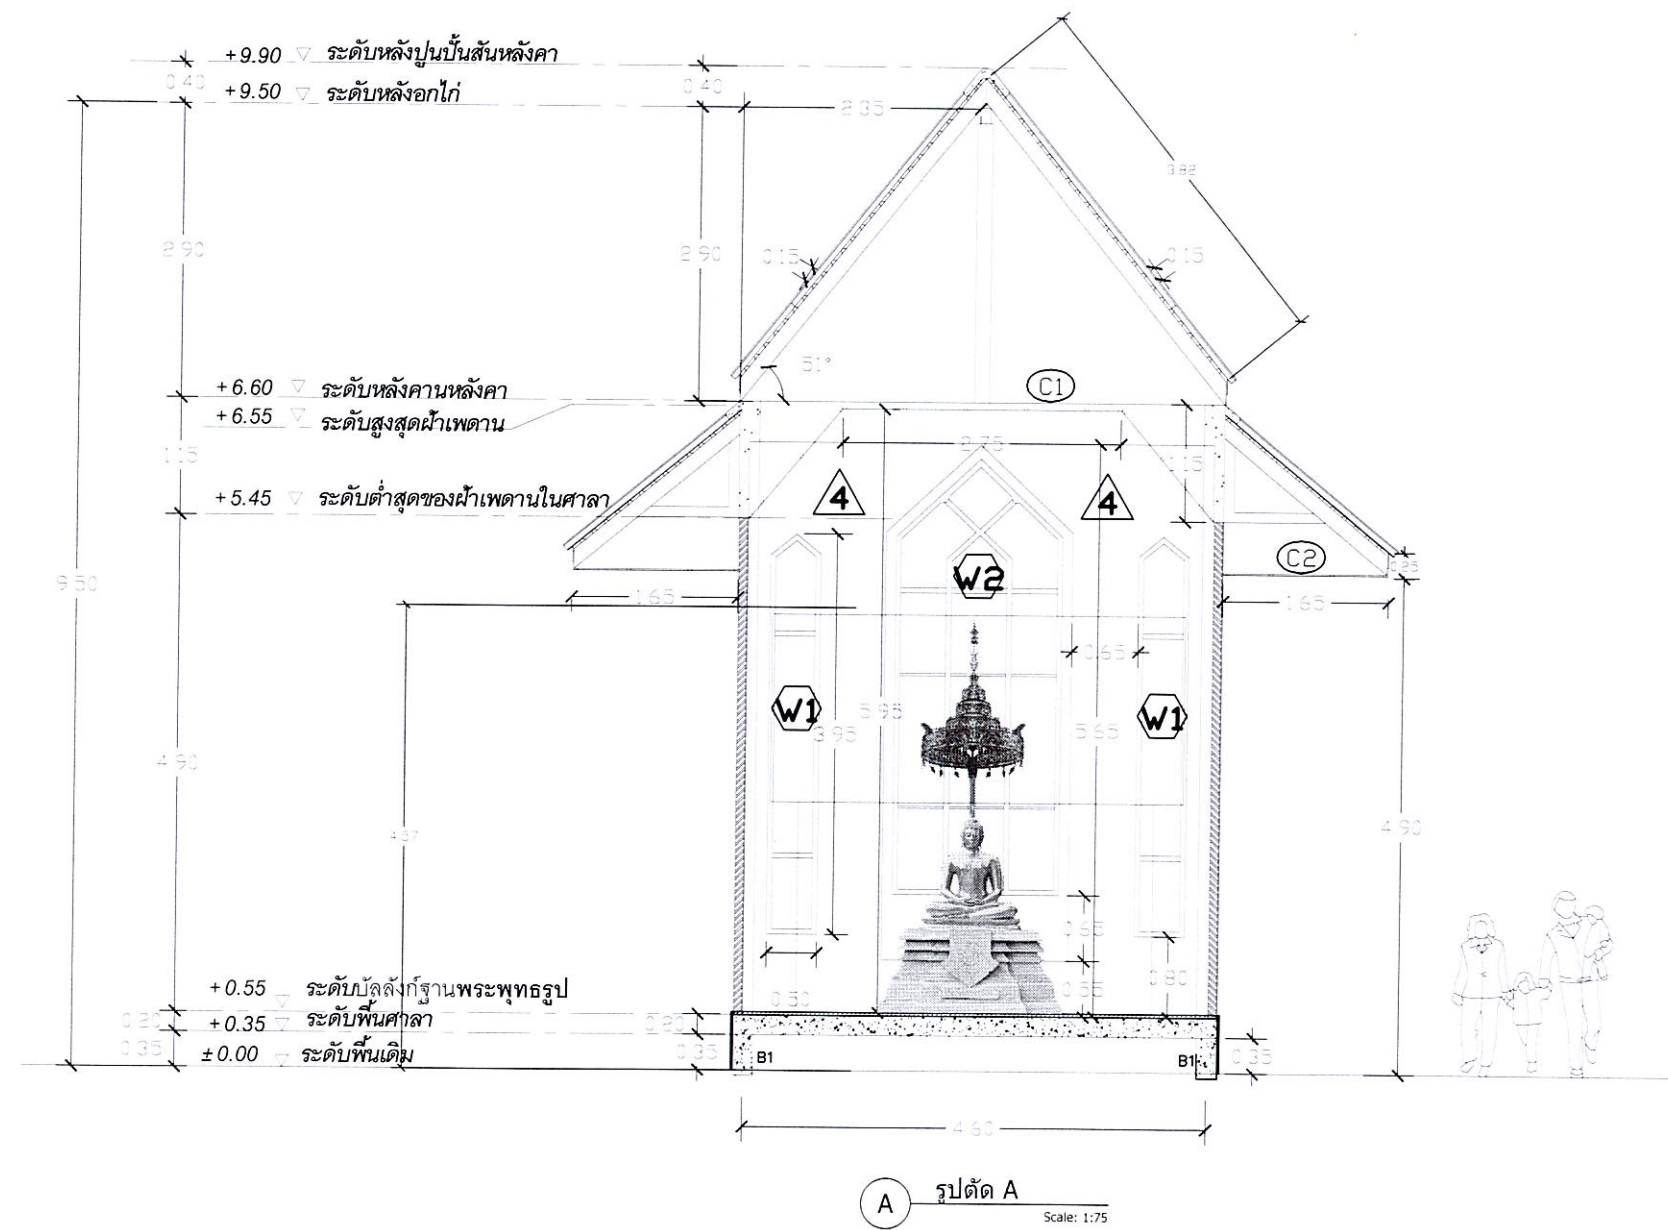 +9.90 ระดับหลังปูนปั้นสันหลังคา
0.40
0.40
+9.50 ระดับหลังอกไก่
2.35
2.90
2.90
0.15
0.15
51°
+6.60 ระดับหลังคานหลังคา
C1
+6.55 ระดับสูงสุดฝ้าเพดาน
2.75
1.15
1.15
+5.45 ระดับต่ำสุดของฝ้าเพดานในศาลา
4
4
C2
0.25
W2
9.50
1.65
1.65
0.65
W1
5.95
3.95
5.65
W1
4.90
4.90
0.65
0.80
0.55
+0.55 ระดับบัลลังก์ฐานพระพุทธรูป
0.50
0.20
+0.35 ระดับพื้นศาลา
0.20
0.35
±0.00 ระดับพื้นเดิม
0.35
B1
B1
0.35
4.60
A
รูปตัด A
Scale: 1:75